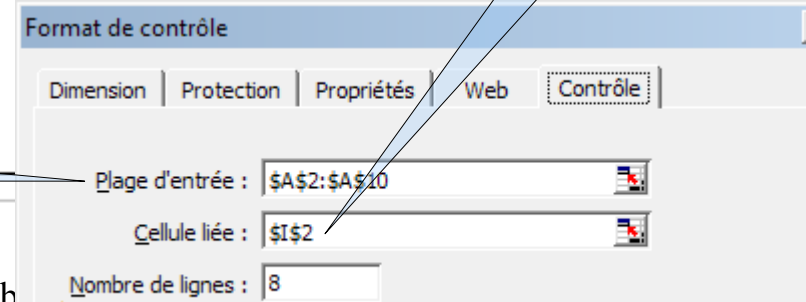 Format de contrôle
Dimension Protection Propriétés Web Contrôle
Plage d'entrée : $A$2:$A$10
Cellule liée : $I$2
Nombre de lignes : 8